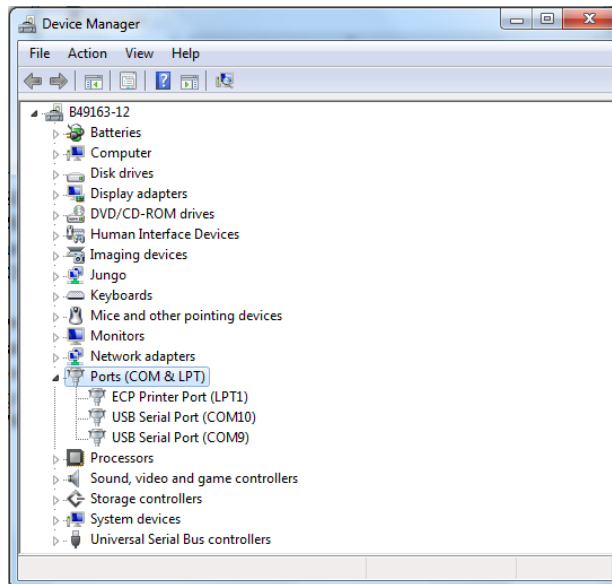 Device Manager
File Action View Help
B49163-12
Batteries
Computer
Disk drives
Display adapters
DVD/CD-ROM drives
Human Interface Devices
Imaging devices
Jungo
Keyboards
Mice and other pointing devices
Monitors
Network adapters
Ports (COM & LPT)
ECP Printer Port (LPT1)
USB Serial Port (COM10)
USB Serial Port (COM9)
Processors
Sound, video and game controllers
Storage controllers
System devices
Universal Serial Bus controllers